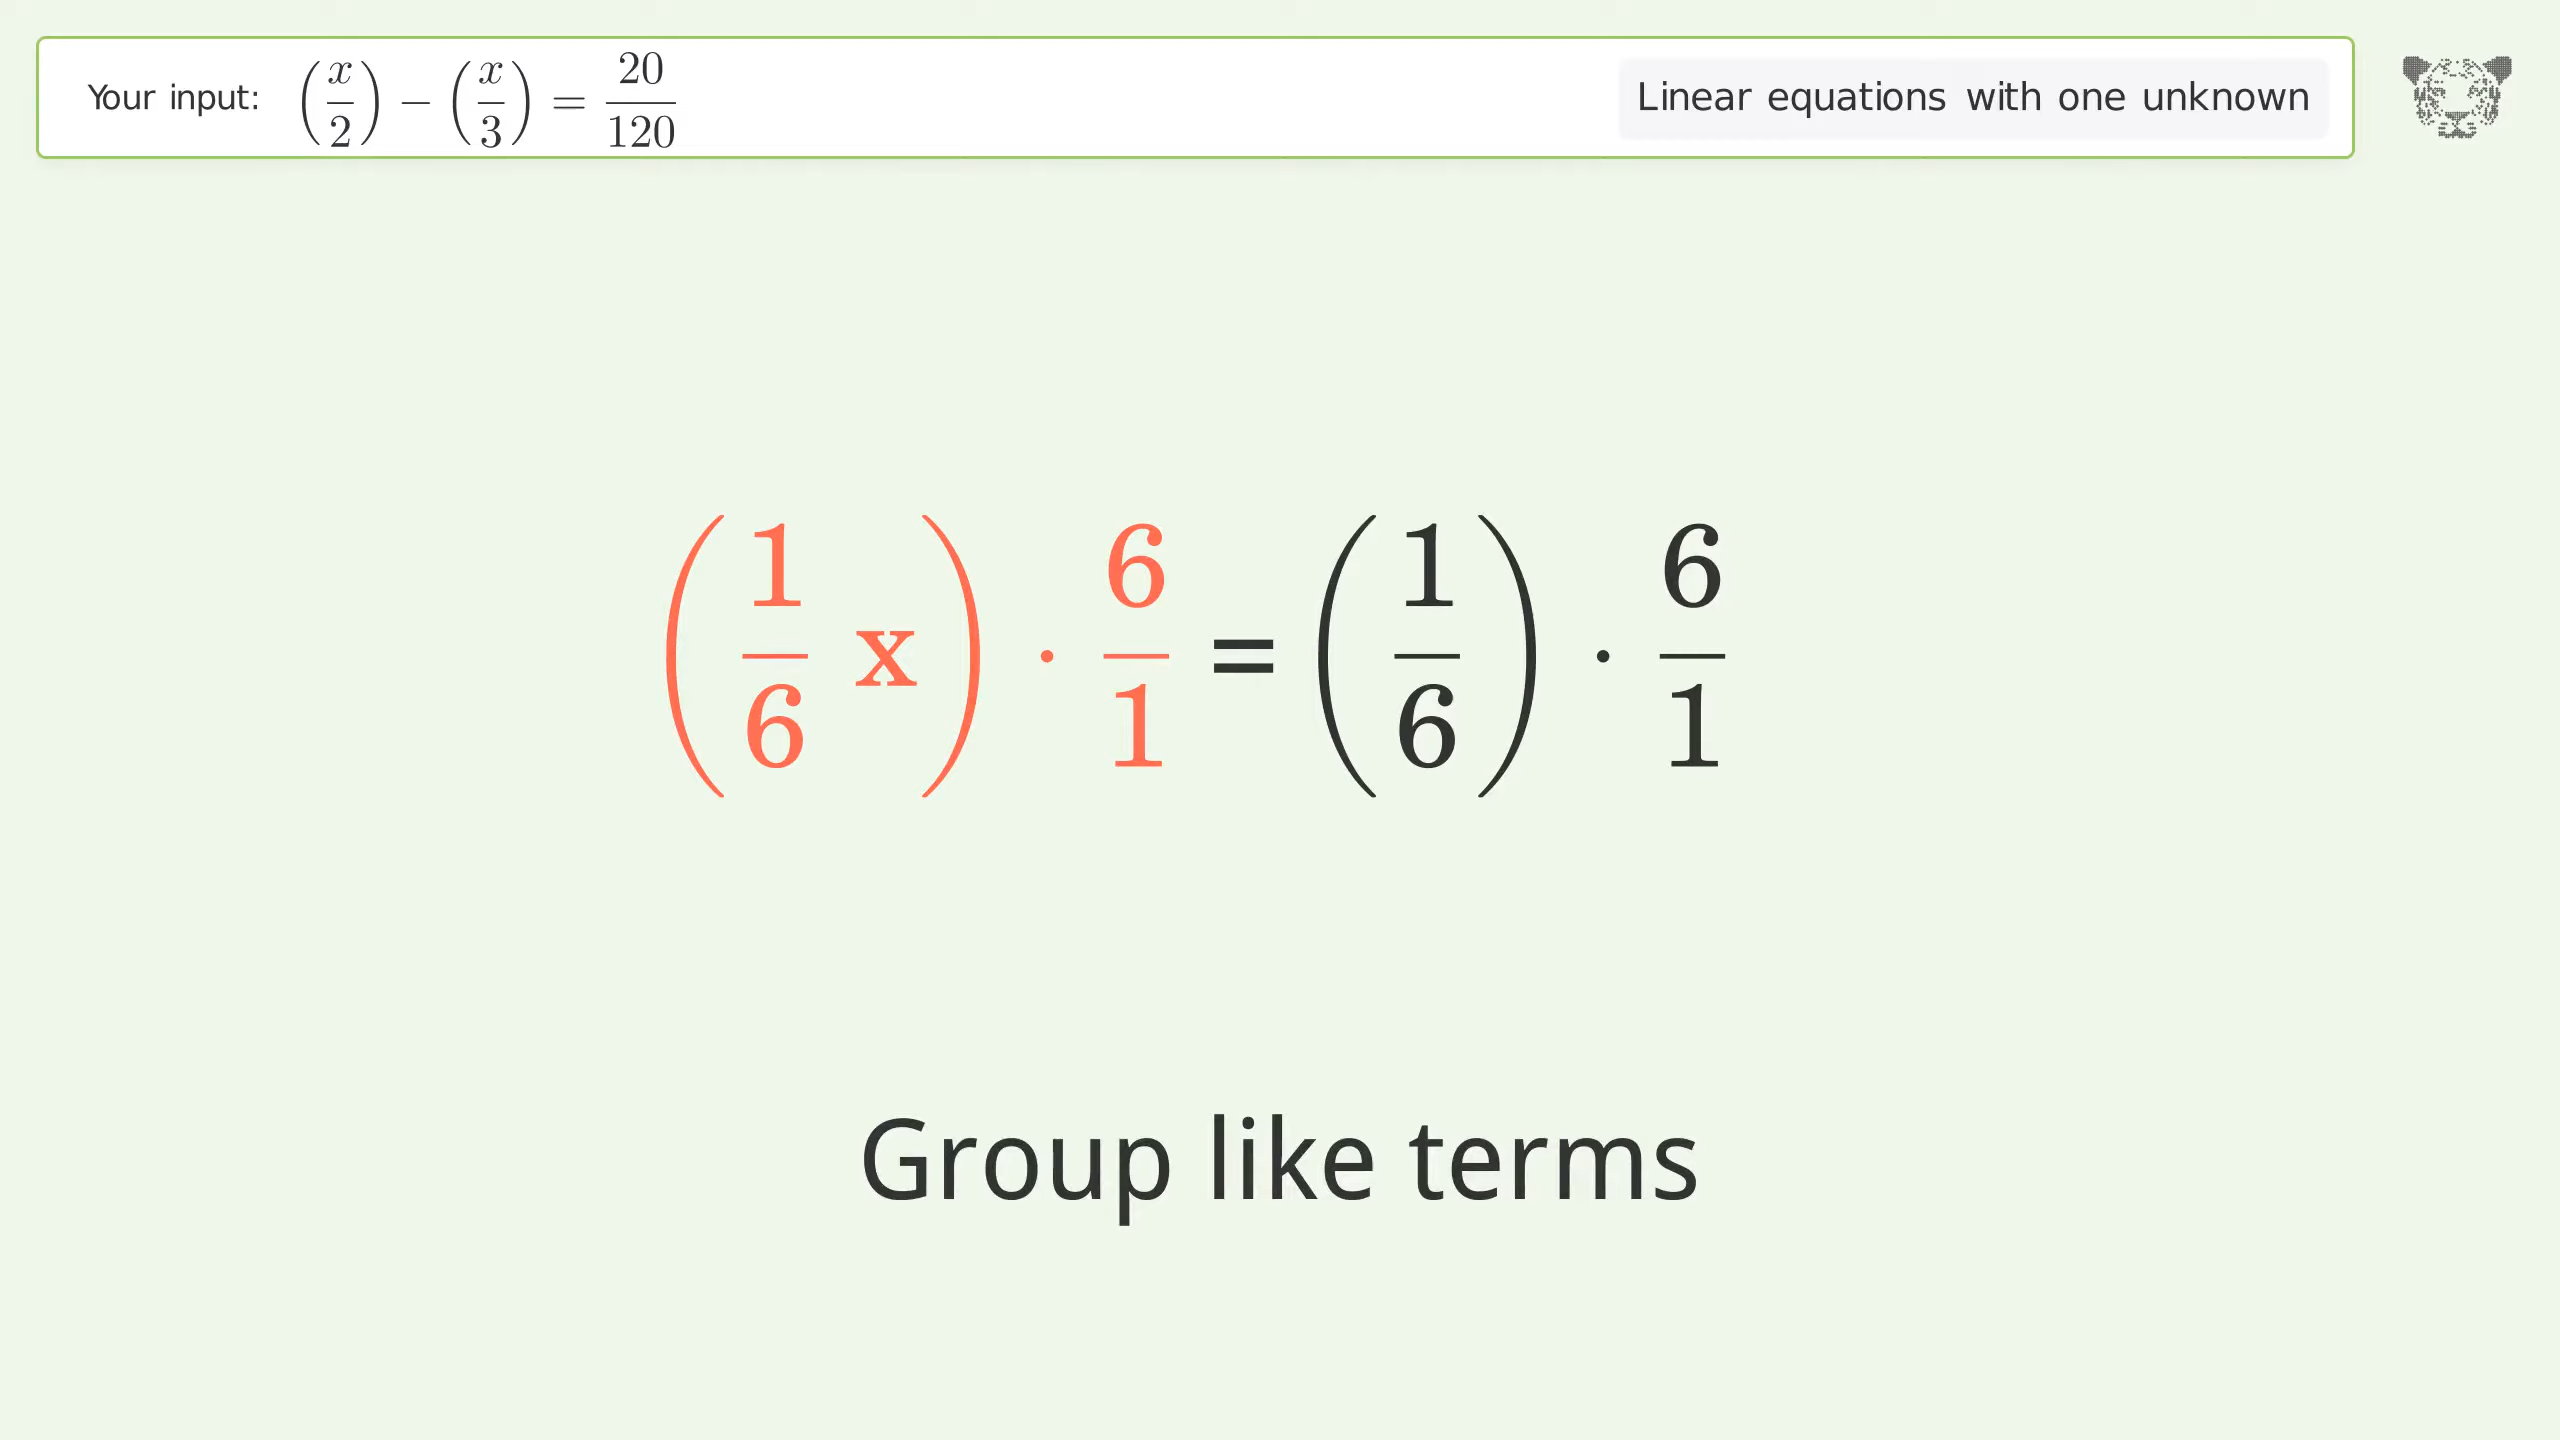 Your input: (x/2) − (x/3) = 20/120
Linear equations with one unknown
(1/6 x) · 6/1 = (1/6) · 6/1
Group like terms